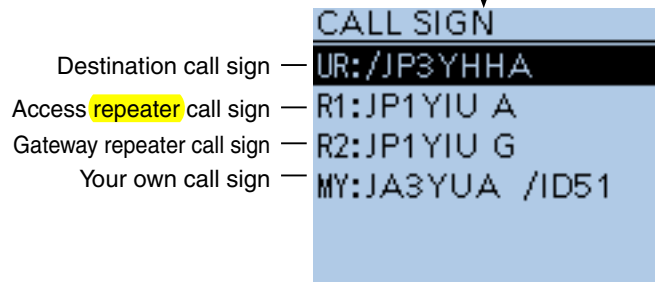 CALL SIGN
Destination call sign UR:/JP3YHHA
Access repeater call sign R1:JP1YIU A
Gateway repeater call sign R2:JP1YIU G
Your own call sign MY:JA3YUA /ID51